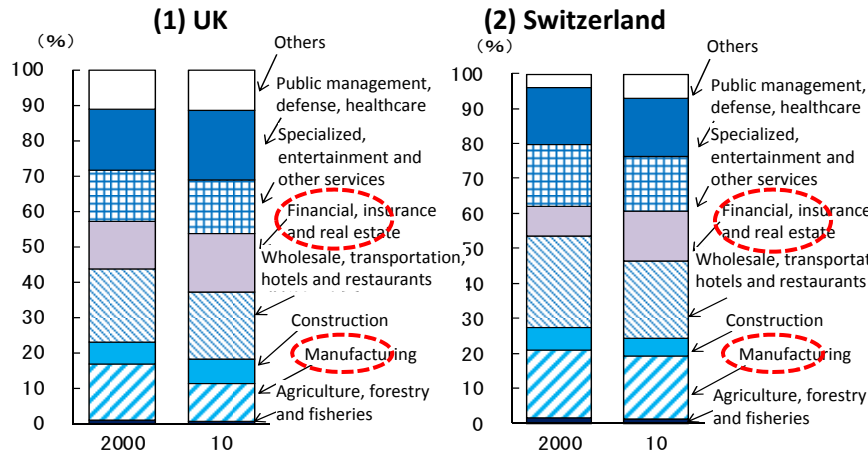 (1) UK
(%)
100
90
80
70
60
50
40
30
20
10
0
2000
10
Others
Public management,
defense, healthcare
Specialized,
entertainment and
other services
Financial, insurance
and real estate
Wholesale, transportation,
hotels and restaurants
Construction
Manufacturing
Agriculture, forestry
and fisheries
(2) Switzerland
(%)
100
90
80
70
60
50
40
30
20
10
0
2000
10
Others
Public management,
defense, healthcare
Specialized,
entertainment and
other services
Financial, insurance
and real estate
Wholesale, transportat
hotels and restaurants
Construction
Manufacturing
Agriculture, forestry
and fisheries